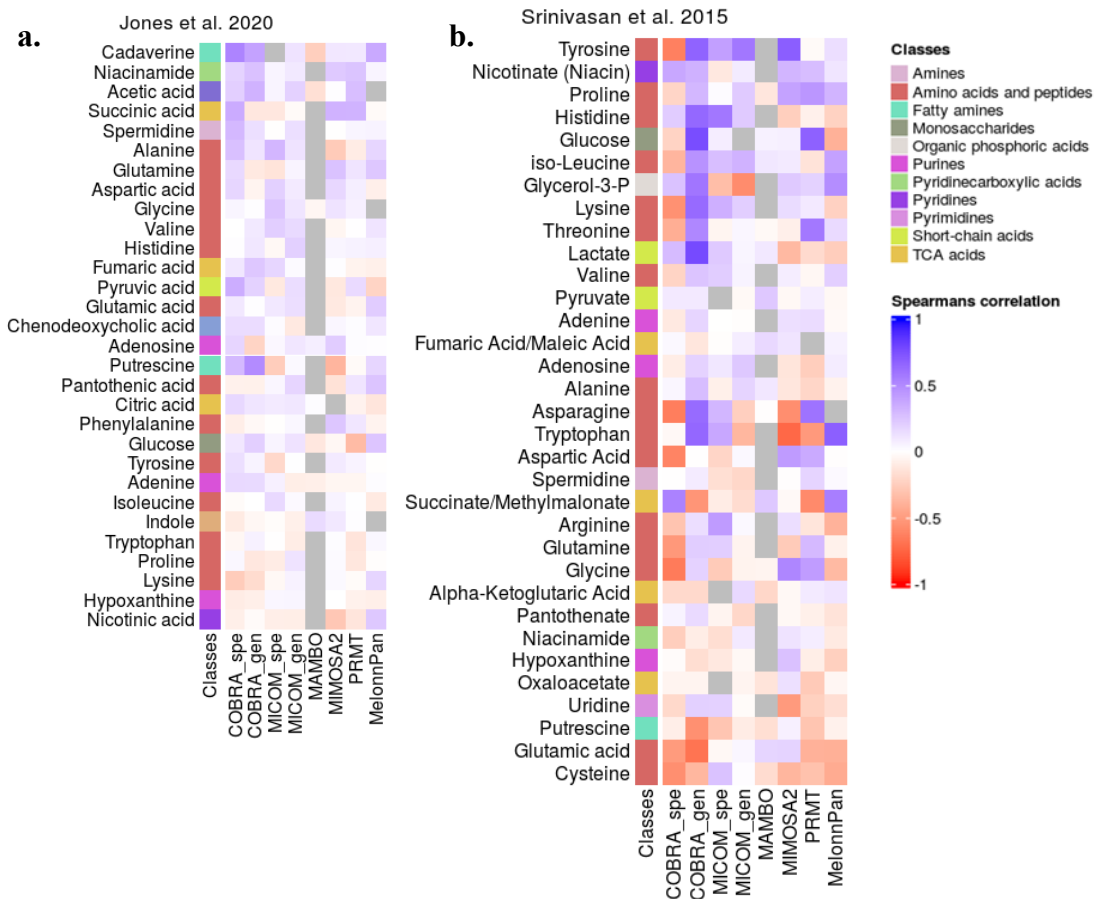 Jones et al. 2020
a.
Cadaverine
Niacinamide
Acetic acid
Succinic acid
Spermidine
Alanine
Glutamine
Aspartic acid
Glycine
Valine
Histidine
Fumaric acid
Pyruvic acid
Glutamic acid
Chenodeoxycholic acid
Adenosine
Putrescine
Pantothenic acid
Citric acid
Phenylalanine
Glucose
Tyrosine
Adenine
Isoleucine
Indole
Tryptophan
Proline
Lysine
Hypoxanthine
Nicotinic acid
Classes
COBRA_spe
COBRA_gen
MICOM_spe
MICOM_gen
MAMBO
MIMOSA2
PRMT
MelonnPan
Srinivasan et al. 2015
b.
Tyrosine
Nicotinate (Niacin)
Proline
Histidine
Glucose
iso-Leucine
Glycerol-3-P
Lysine
Threonine
Lactate
Valine
Pyruvate
Adenine
Fumaric Acid/Maleic Acid
Adenosine
Alanine
Asparagine
Tryptophan
Aspartic Acid
Spermidine
Succinate/Methylmalonate
Arginine
Glutamine
Glycine
Alpha-Ketoglutaric Acid
Pantothenate
Niacinamide
Hypoxanthine
Oxaloacetate
Uridine
Putrescine
Glutamic acid
Cysteine
Classes
COBRA_spe
COBRA_gen
MICOM_spe
MICOM_gen
MAMBO
MIMOSA2
PRMT
MelonnPan
Classes
Amines
Amino acids and peptides
Fatty amines
Monosaccharides
Organic phosphoric acids
Purines
Pyridinecarboxylic acids
Pyridines
Pyrimidines
Short-chain acids
TCA acids
Spearmans correlation
1
0.5
0
-0.5
-1